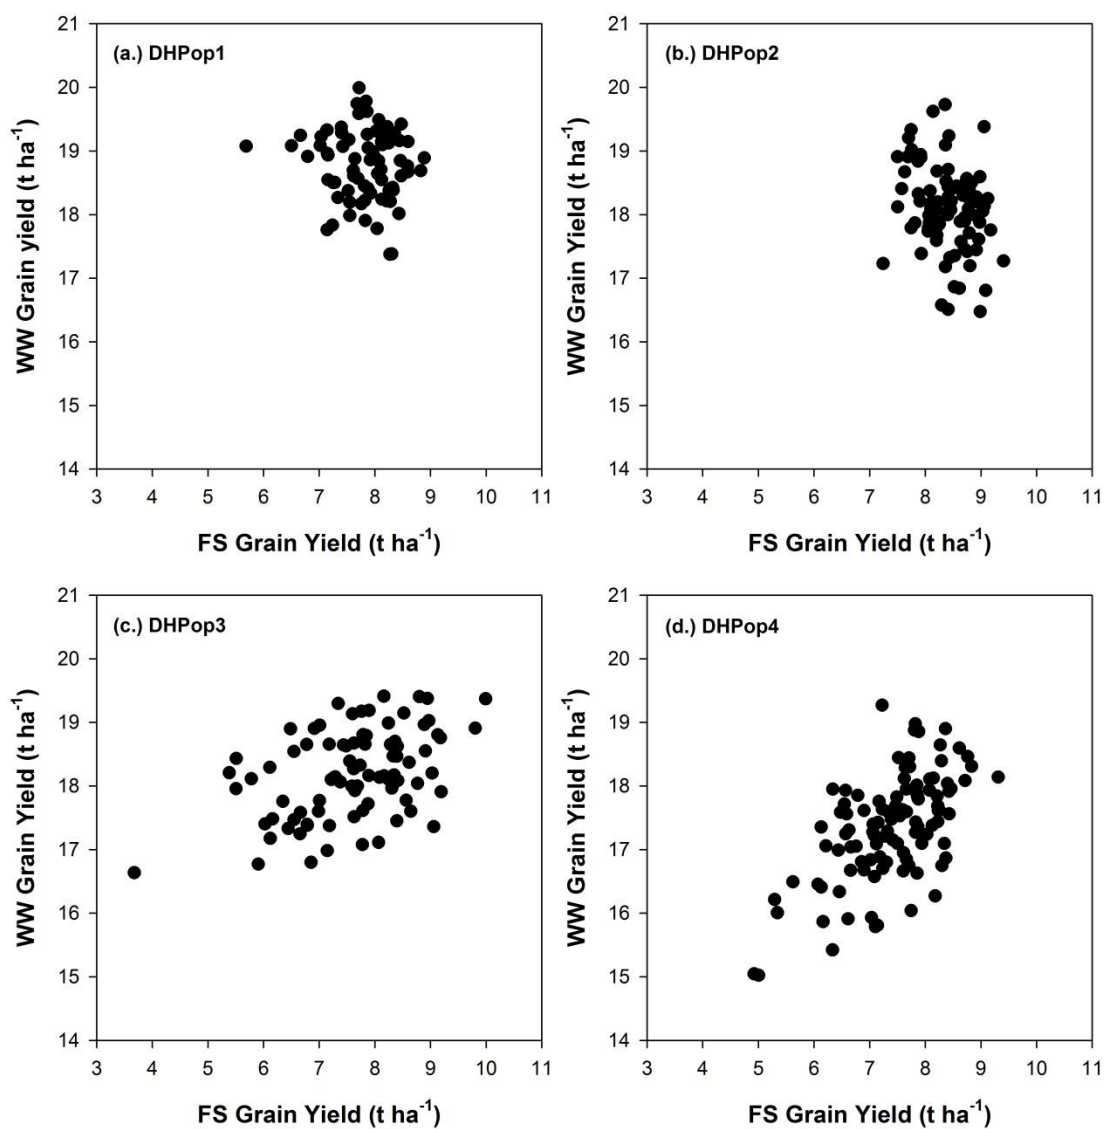 (a.) DHPop1
WW Grain yield (t ha⁻¹)
21
20
19
18
17
16
15
14
3 4 5 6 7 8 9 10 11
FS Grain Yield (t ha⁻¹)
(b.) DHPop2
WW Grain Yield (t ha⁻¹)
21
20
19
18
17
16
15
14
3 4 5 6 7 8 9 10 11
FS Grain Yield (t ha⁻¹)
(c.) DHPop3
WW Grain Yield (t ha⁻¹)
21
20
19
18
17
16
15
14
3 4 5 6 7 8 9 10 11
FS Grain Yield (t ha⁻¹)
(d.) DHPop4
WW Grain Yield (t ha⁻¹)
21
20
19
18
17
16
15
14
3 4 5 6 7 8 9 10 11
FS Grain Yield (t ha⁻¹)